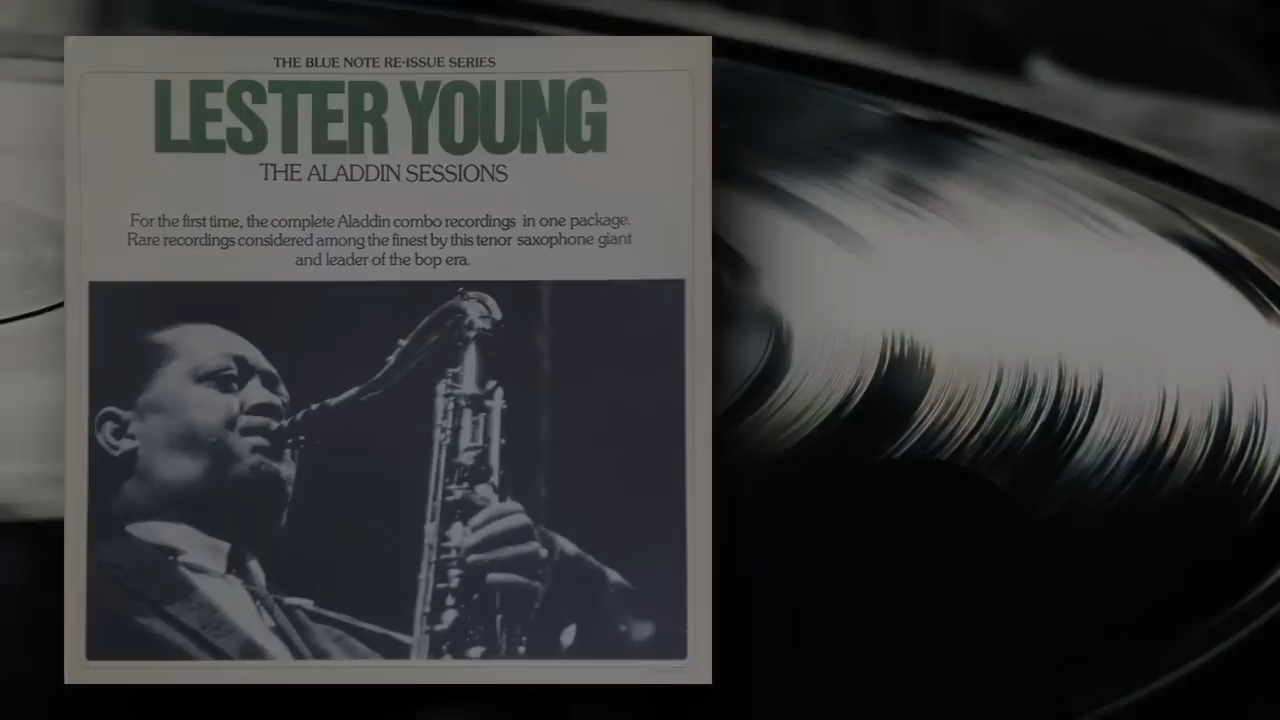 THE BLUE NOTE RE-ISSUE SERIES
LESTER YOUNG
THE ALADDIN SESSIONS
For the first time, the complete Aladdin combo recordings in one package.
Rare recordings considered among the finest by this tenor saxophone giant
and leader of the bop era.